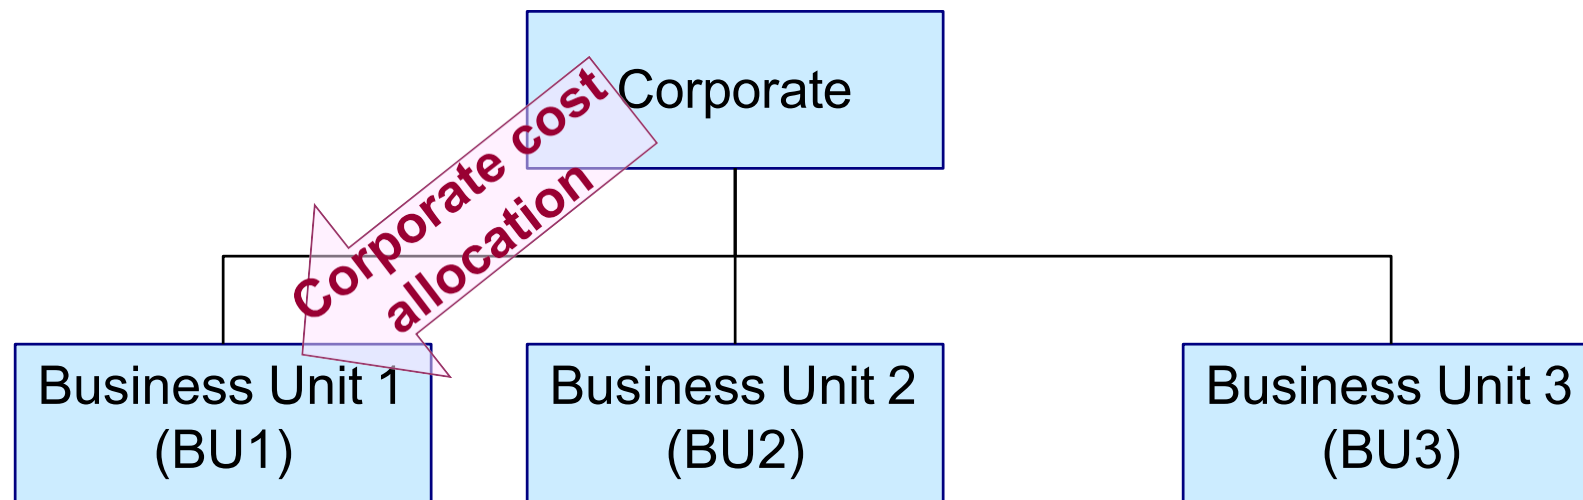 Corporate
Corporate cost
allocation
Business Unit 1
(BU1)
Business Unit 2
(BU2)
Business Unit 3
(BU3)